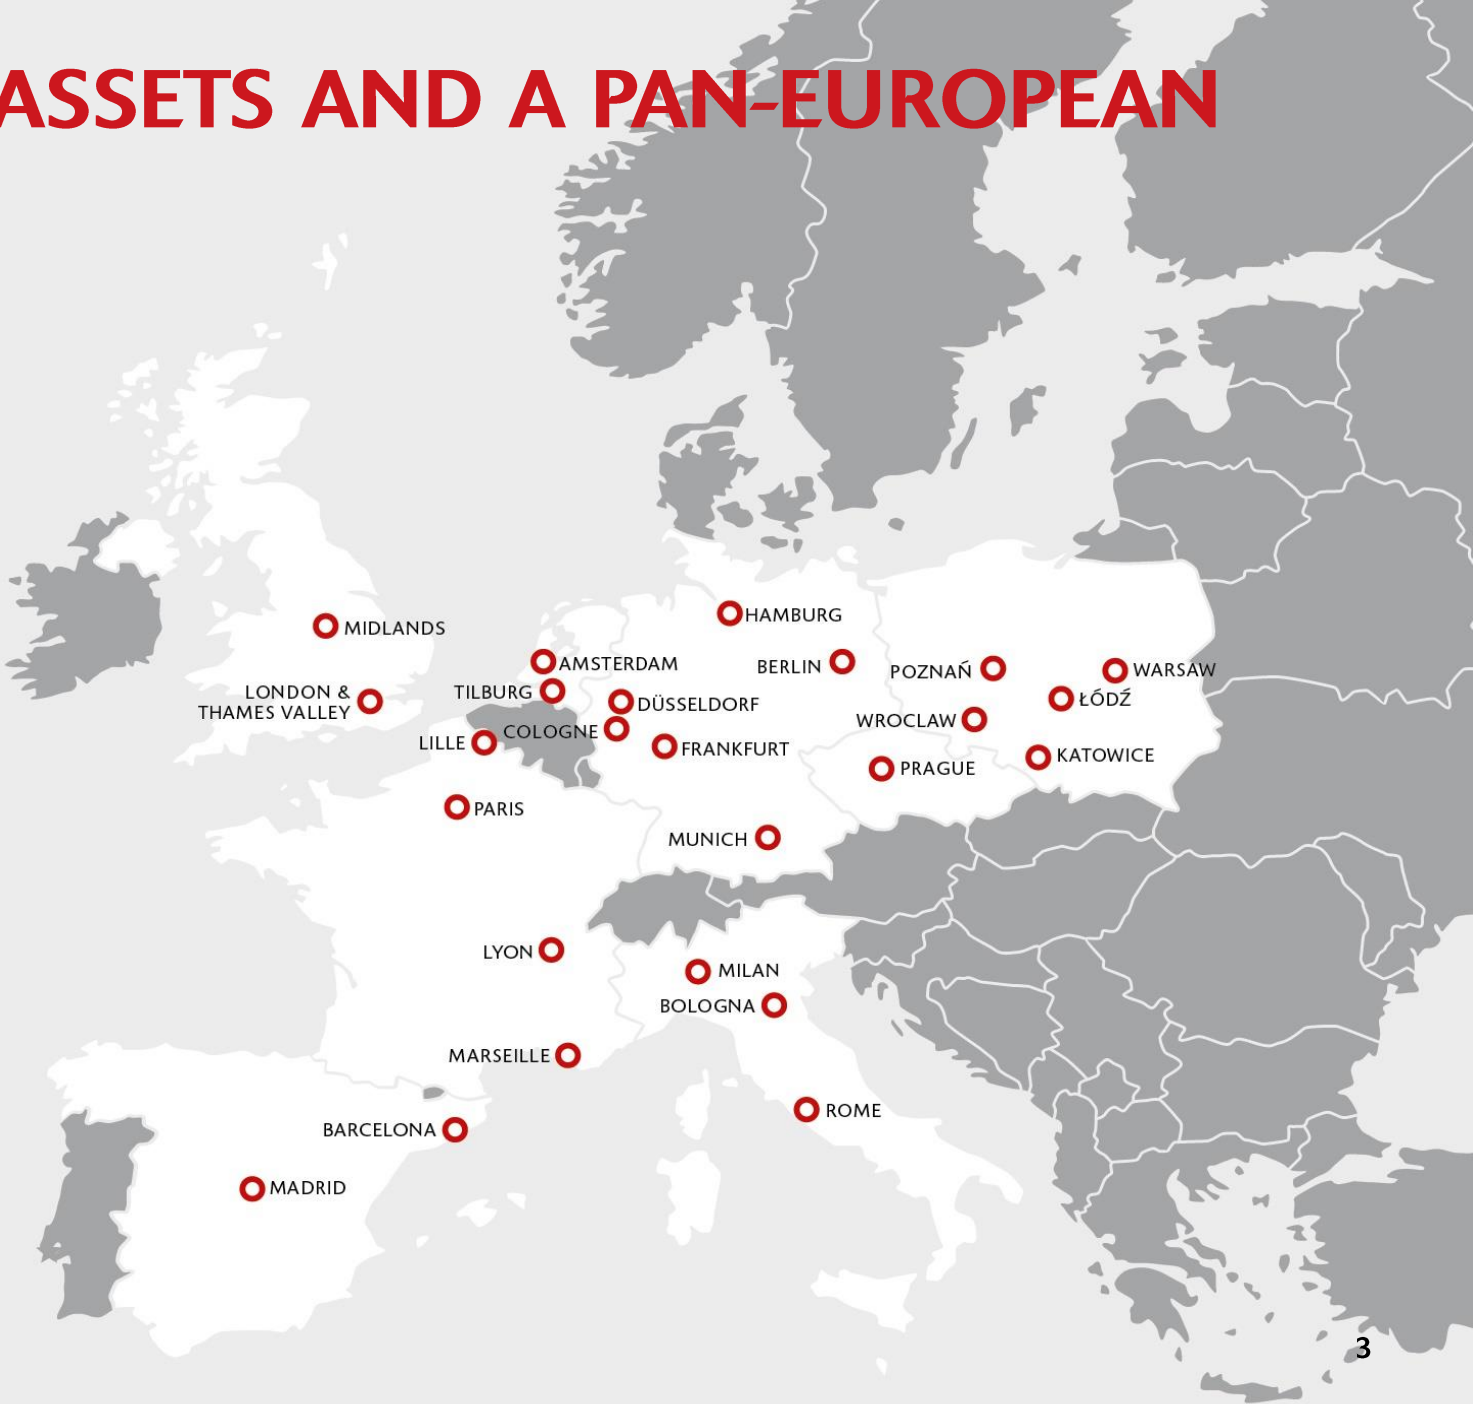 ASSETS AND A PAN-EUROPEAN
HAMBURG
MIDLANDS
AMSTERDAM
BERLIN
POZNAŃ
WARSAW
LONDON &
THAMES VALLEY
TILBURG
DÜSSELDORF
ŁÓDŹ
WROCLAW
COLOGNE
LILLE
FRANKFURT
KATOWICE
PRAGUE
PARIS
MUNICH
LYON
MILAN
BOLOGNA
MARSEILLE
ROME
BARCELONA
MADRID
3